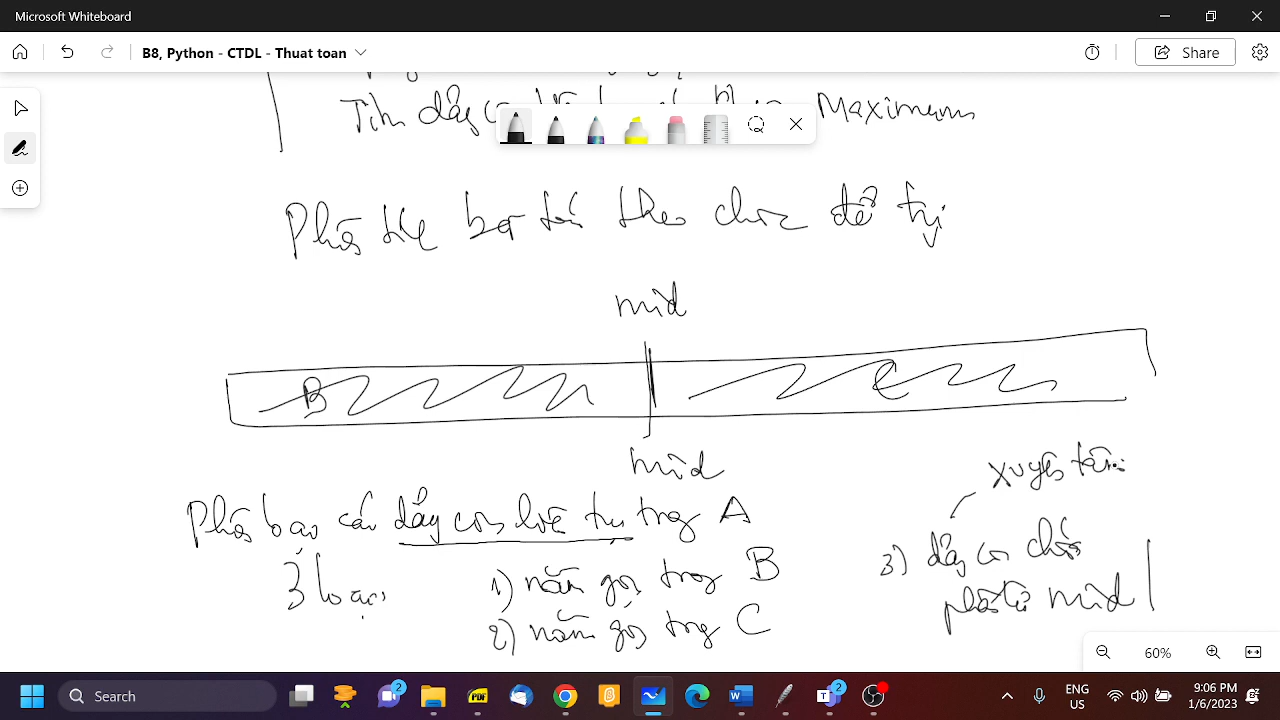 Microsoft Whiteboard
B8, Python - CTDL - Thuat toan
Share
Tìm dãy Maximum
Phân tích bài toán theo chia để trị
mid
B C
mid
xuyên tâm
Phân loại các dãy con liên tục trong A
3 loại
1) nằm gọn trong B
2) nằm gọn trong C
3) dãy con chứa
phần tử mid
60%
Search
2
2
ENG
US
9:06 PM
1/6/2023